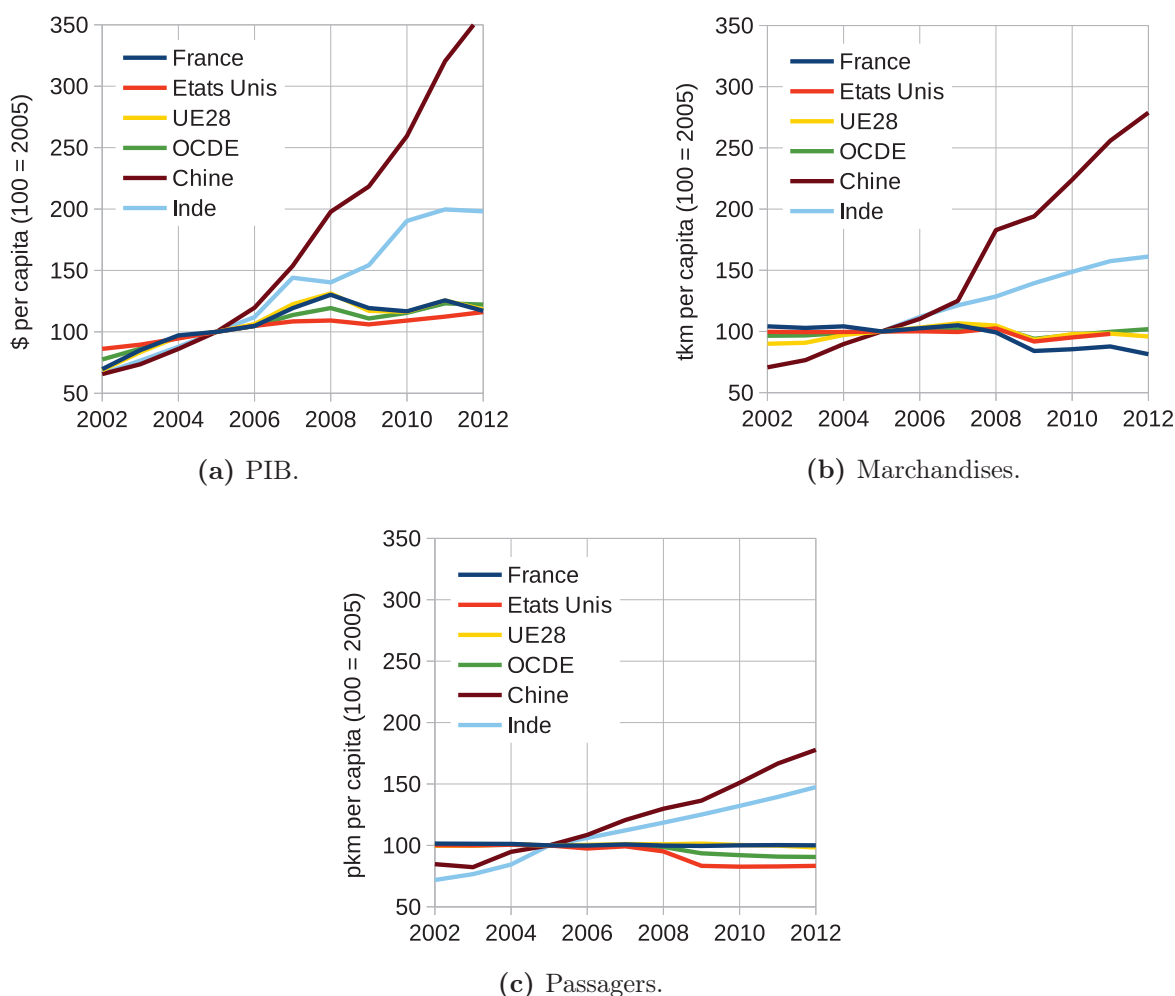 $ per capita (100 = 2005)
350
300
250
200
150
100
50
France
Etats Unis
UE28
OCDE
Chine
Inde
2002 2004 2006 2008 2010 2012
(a) PIB.
tkm per capita (100 = 2005)
350
300
250
200
150
100
50
France
Etats Unis
UE28
OCDE
Chine
Inde
2002 2004 2006 2008 2010 2012
(b) Marchandises.
pkm per capita (100 = 2005)
350
300
250
200
150
100
50
France
Etats Unis
UE28
OCDE
Chine
Inde
2002 2004 2006 2008 2010 2012
(c) Passagers.